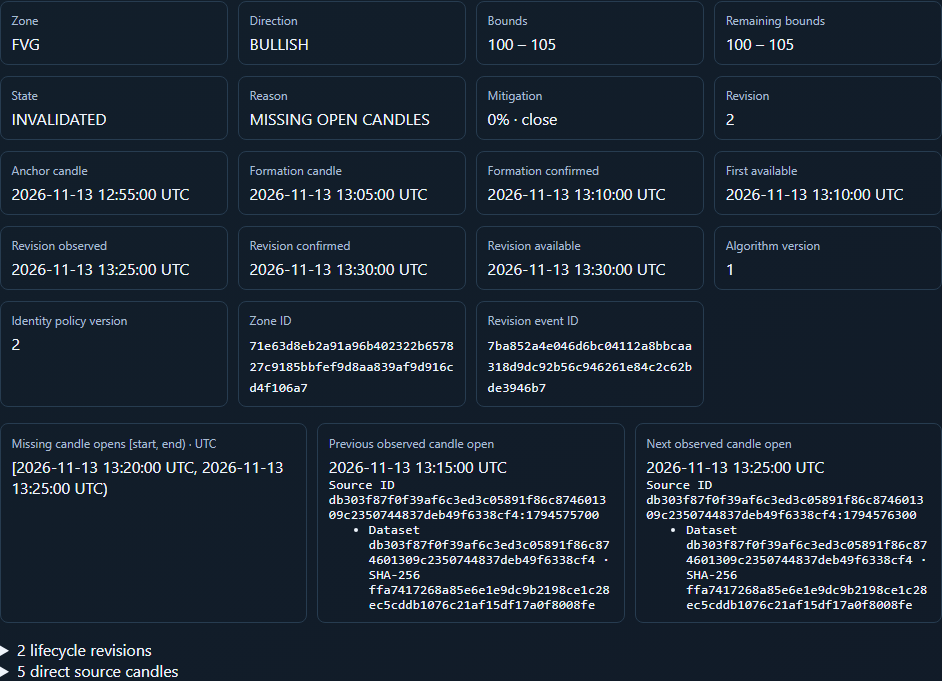 Zone
FVG
Direction
BULLISH
Bounds
100 – 105
Remaining bounds
100 – 105
State
INVALIDATED
Reason
MISSING OPEN CANDLES
Mitigation
0% · close
Revision
2
Anchor candle
2026-11-13 12:55:00 UTC
Formation candle
2026-11-13 13:05:00 UTC
Formation confirmed
2026-11-13 13:10:00 UTC
First available
2026-11-13 13:10:00 UTC
Revision observed
2026-11-13 13:25:00 UTC
Revision confirmed
2026-11-13 13:30:00 UTC
Revision available
2026-11-13 13:30:00 UTC
Algorithm version
1
Identity policy version
2
Zone ID
71e63d8eb2a91a96b402322b6578
27c9185bbfef9d8aa839af9d916c
d4f106a7
Revision event ID
7ba852a4e046d6bc04112a8bbcaa
318d9dc92b56c946261e84c2c62b
de3946b7
Missing candle opens [start, end) · UTC
[2026-11-13 13:20:00 UTC, 2026-11-13
13:25:00 UTC)
Previous observed candle open
2026-11-13 13:15:00 UTC
Source ID
db303f87f0f39af6c3ed3c05891f86c8746013
09c2350744837deb49f6338cf4:1794575700
• Dataset
db303f87f0f39af6c3ed3c05891f86c87
4601309c2350744837deb49f6338cf4 ·
SHA-256
ffa7417268a85e6e1e9dc9b2198ce1c28
ec5cddb1076c21af15df17a0f8008fe
Next observed candle open
2026-11-13 13:25:00 UTC
Source ID
db303f87f0f39af6c3ed3c05891f86c8746013
09c2350744837deb49f6338cf4:1794576300
• Dataset
db303f87f0f39af6c3ed3c05891f86c87
4601309c2350744837deb49f6338cf4 ·
SHA-256
ffa7417268a85e6e1e9dc9b2198ce1c28
ec5cddb1076c21af15df17a0f8008fe
▶ 2 lifecycle revisions
▶ 5 direct source candles